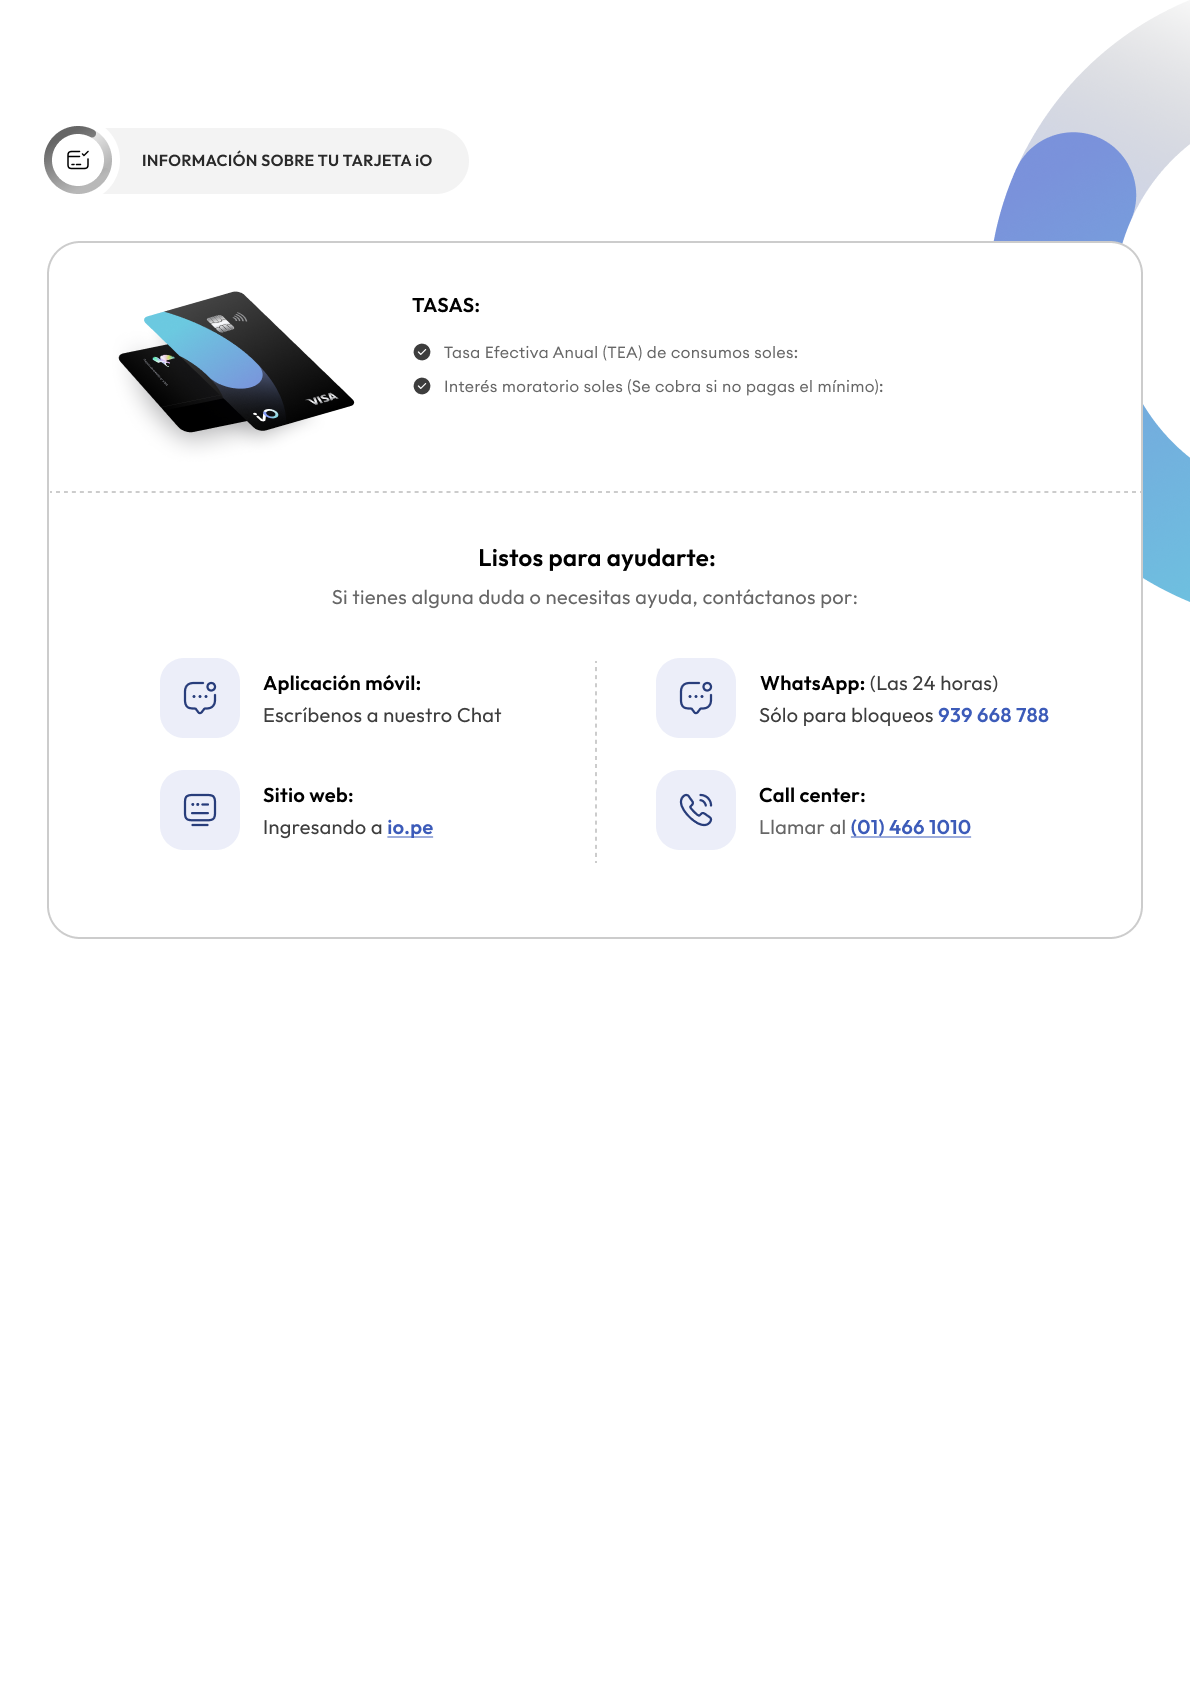 INFORMACIÓN SOBRE TU TARJETA iO
TASAS:
Tasa Efectiva Anual (TEA) de consumos soles:
Interés moratorio soles (Se cobra si no pagas el mínimo):
iO
VISA
Listos para ayudarte:
Si tienes alguna duda o necesitas ayuda, contáctanos por:
Aplicación móvil:
Escríbenos a nuestro Chat
WhatsApp: (Las 24 horas)
Sólo para bloqueos 939 668 788
Sitio web:
Ingresando a io.pe
Call center:
Llamar al (01) 466 1010